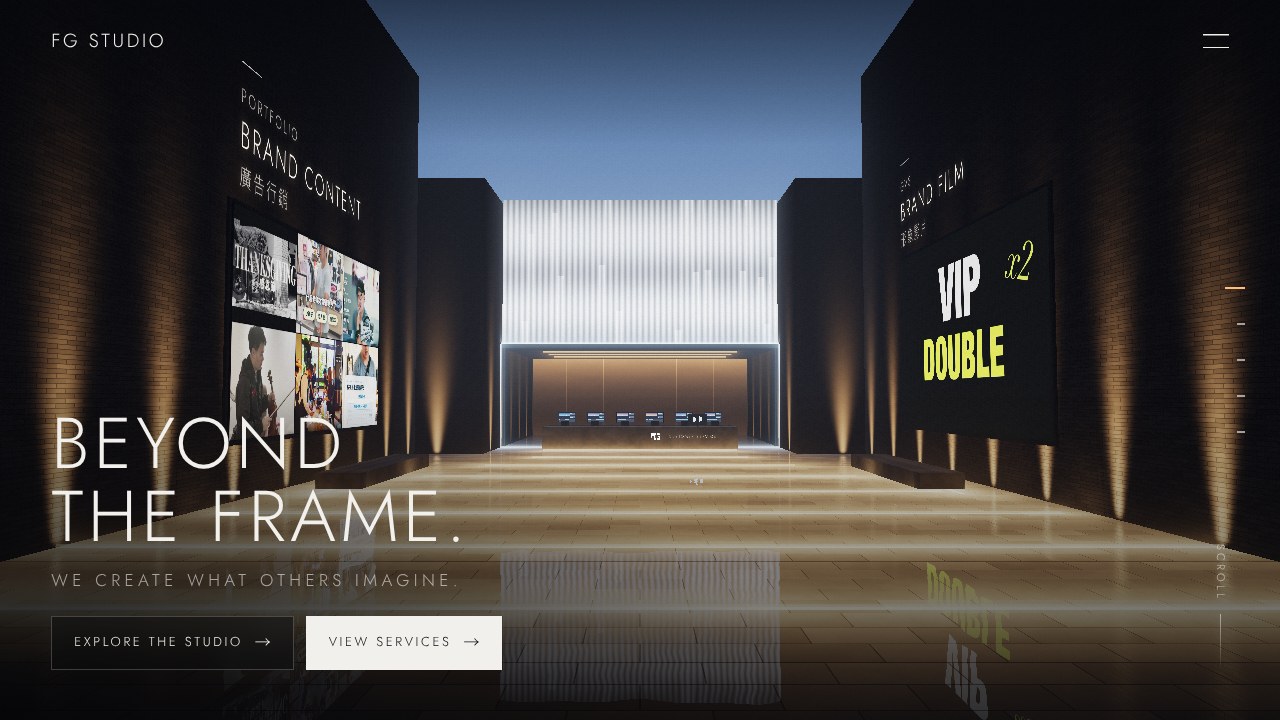 FG STUDIO
PORTFOLIO
BRAND CONTENT
廣告行銷
THANKSGIVING
BRAND FILM
VIP
x2
DOUBLE
BEYOND
THE FRAME.
WE CREATE WHAT OTHERS IMAGINE.
EXPLORE THE STUDIO →
VIEW SERVICES →
SCROLL